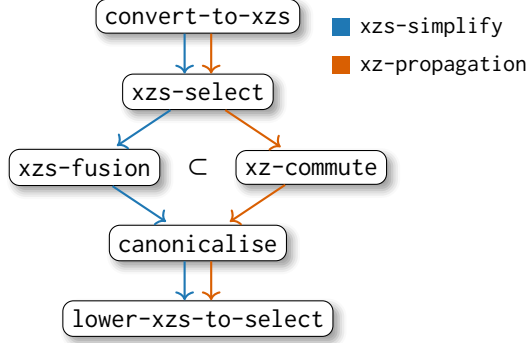 convert-to-xzs
xzs-simplify
xz-propagation
xzs-select
xzs-fusion ⊂ xz-commute
canonicalise
lower-xzs-to-select